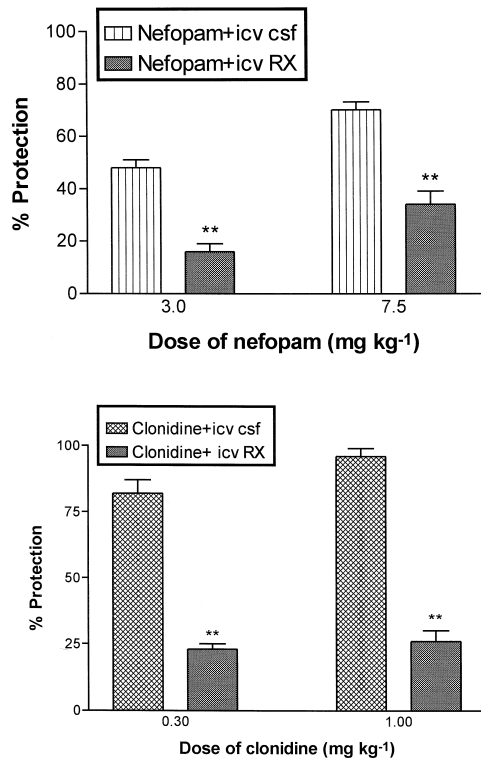 100
80
60
40
20
0
% Protection
Nefopam+icv csf
Nefopam+icv RX
**
**
3.0 7.5
Dose of nefopam (mg kg-1)
100
75
50
25
0
% Protection
Clonidine+icv csf
Clonidine+ icv RX
**
**
0.30 1.00
Dose of clonidine (mg kg-1)